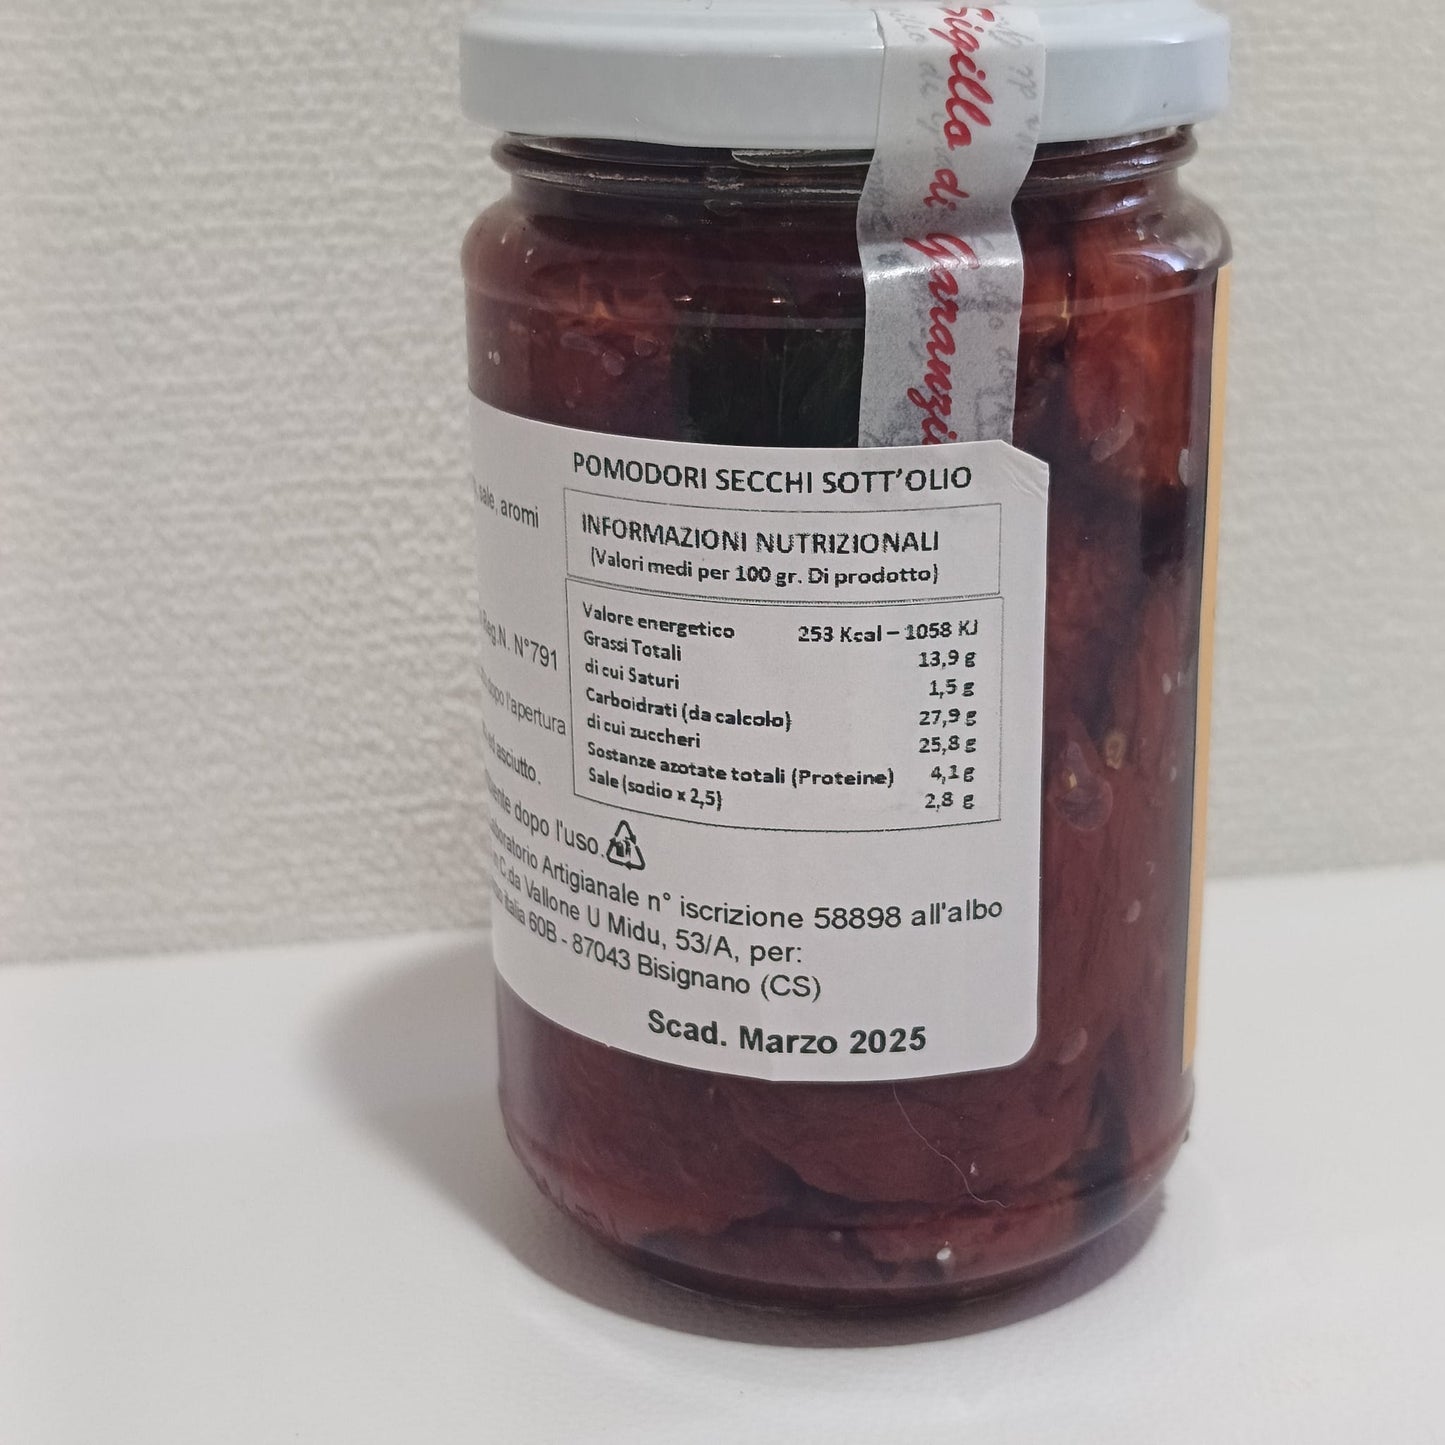 Sigillo di Garanzi
POMODORI SECCHI SOTT'OLIO
sale, aromi
INFORMAZIONI NUTRIZIONALI
(Valori medi per 100 gr. Di prodotto)
Valore energetico 253 Kcal – 1058 KJ
Grassi Totali 13,9 g
di cui Saturi 1,5 g
Carboidrati (da calcolo) 27,9 g
di cui zuccheri 25,8 g
Sostanze azotate totali (Proteine) 4,1 g
Sale (sodio x 2,5) 2,8 g
Reg.N. N°791
dopo l'apertura
asciutto.
dopo l'uso.
Artigianale n° iscrizione 58898 all'albo
C.da Vallone U Midu, 53/A, per:
italia 60B - 87043 Bisignano (CS)
Scad. Marzo 2025